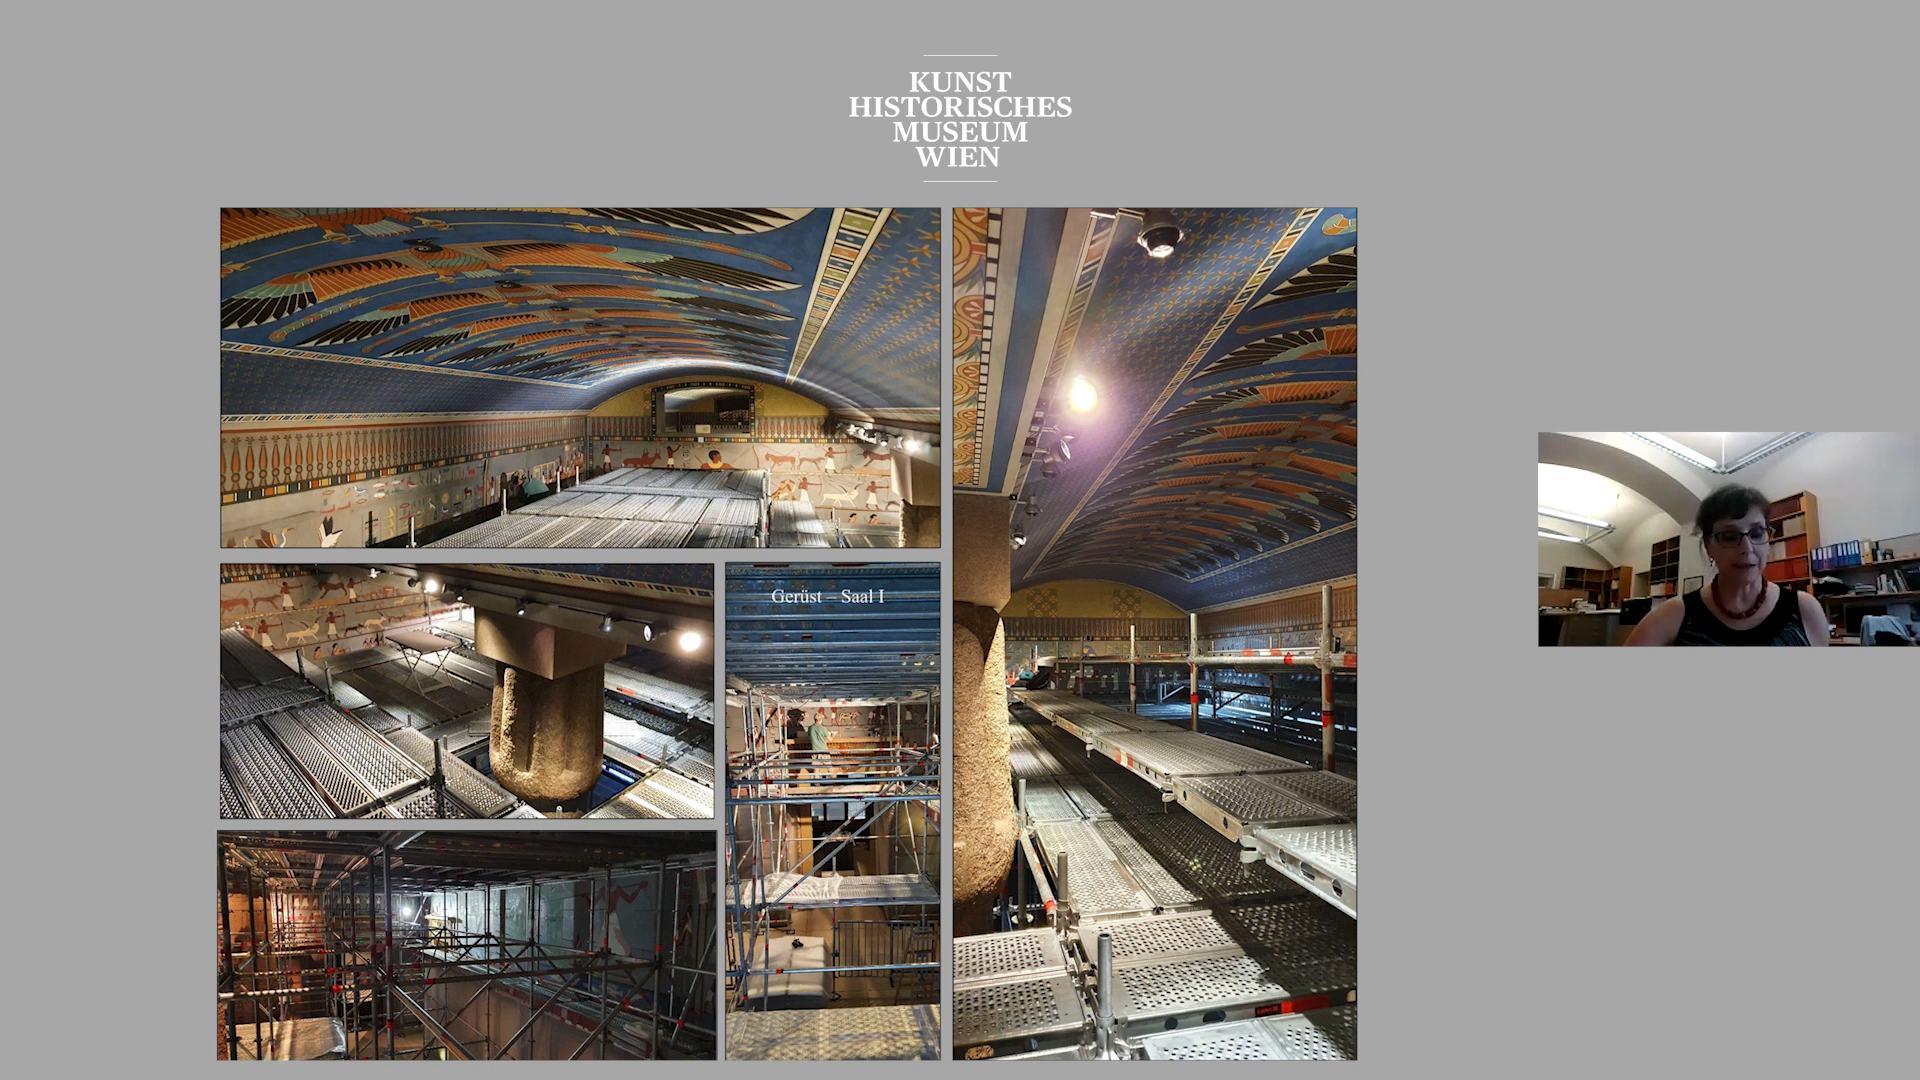 KUNST
HISTORISCHES
MUSEUM
WIEN
Gerüst – Saal I